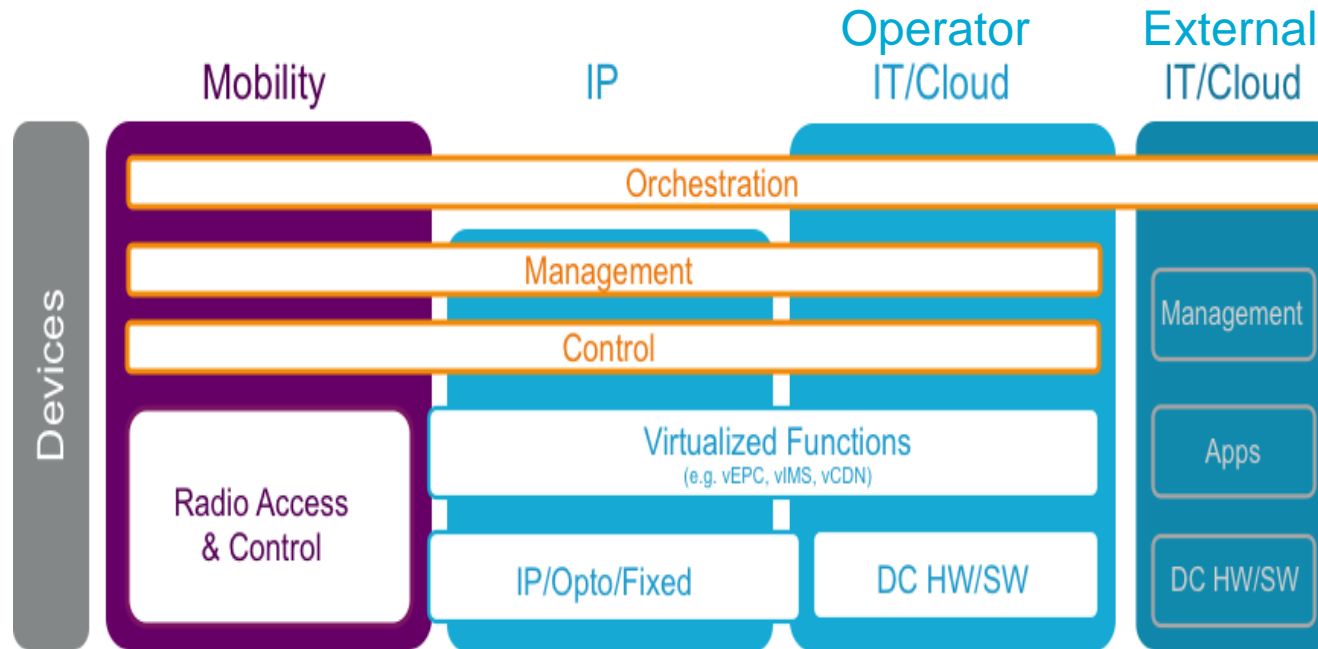 Operator
External
Mobility
IP
IT/Cloud
IT/Cloud
Devices
Orchestration
Management
Control
Management
Virtualized Functions
(e.g. vEPC, vIMS, vCDN)
Apps
Radio Access
& Control
IP/Opto/Fixed
DC HW/SW
DC HW/SW